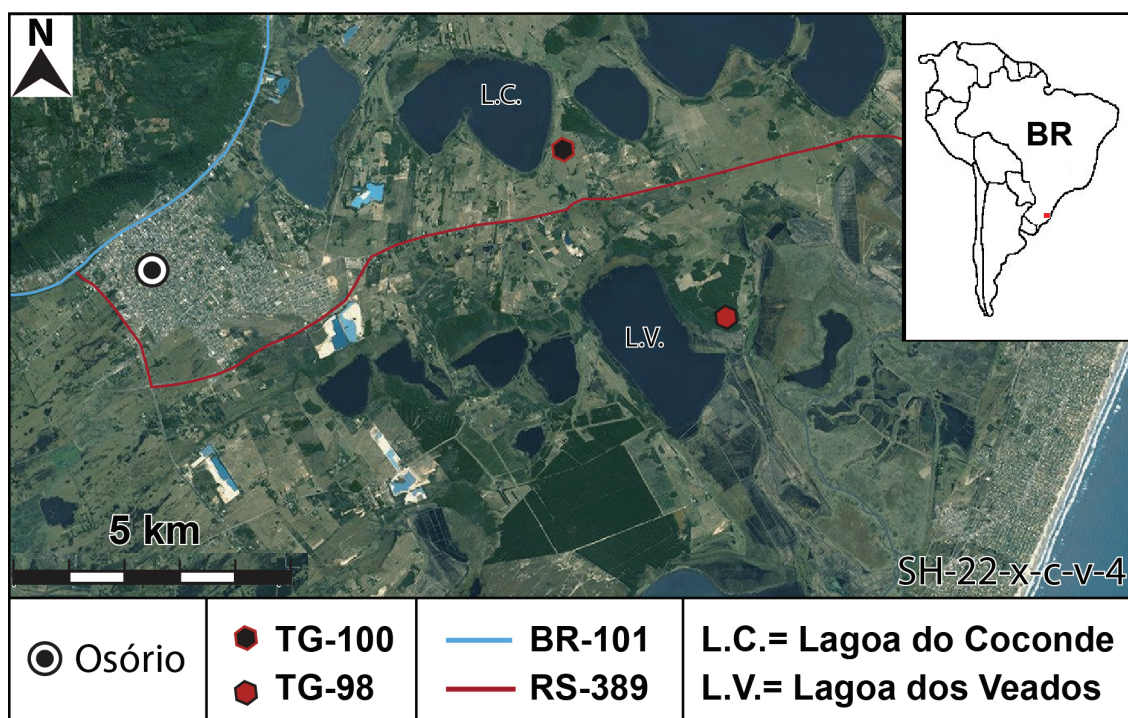 N
L.C.
BR
L.V.
5 km
SH-22-x-c-v-4
Osório
TG-100
TG-98
BR-101
RS-389
L.C.= Lagoa do Coconde
L.V.= Lagoa dos Veados